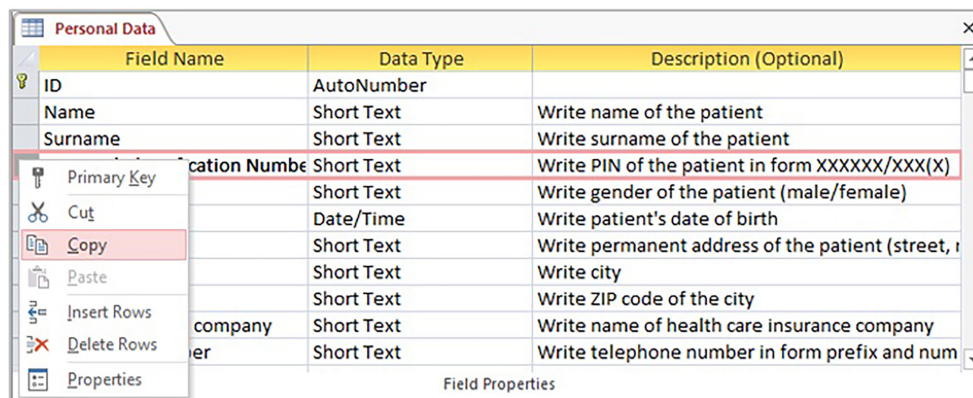 Personal Data
Field Name Data Type Description (Optional)
ID AutoNumber
Name Short Text Write name of the patient
Surname Short Text Write surname of the patient
Short Text Write PIN of the patient in form XXXXXX/XXX(X)
Primary Key
Short Text Write gender of the patient (male/female)
Cut
Date/Time Write patient's date of birth
Copy
Short Text Write permanent address of the patient (street,
Paste
Short Text Write city
Short Text Write ZIP code of the city
Insert Rows
company Short Text Write name of health care insurance company
Delete Rows
Short Text Write telephone number in form prefix and num
Properties
Field Properties